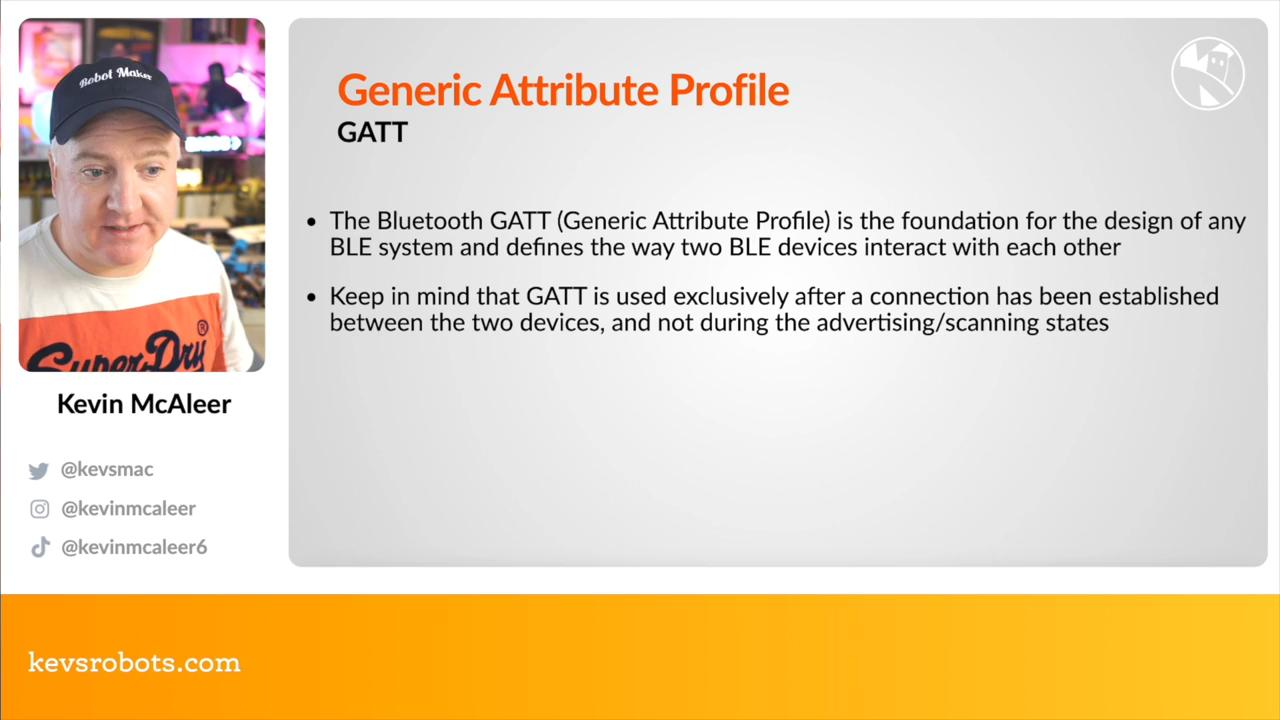 Robot Maker
®
SuperDry
Kevin McAleer
@kevsmac
@kevinmcaleer
@kevinmcaleer6
Generic Attribute Profile
GATT
• The Bluetooth GATT (Generic Attribute Profile) is the foundation for the design of any
BLE system and defines the way two BLE devices interact with each other
• Keep in mind that GATT is used exclusively after a connection has been established
between the two devices, and not during the advertising/scanning states
kevsrobots.com